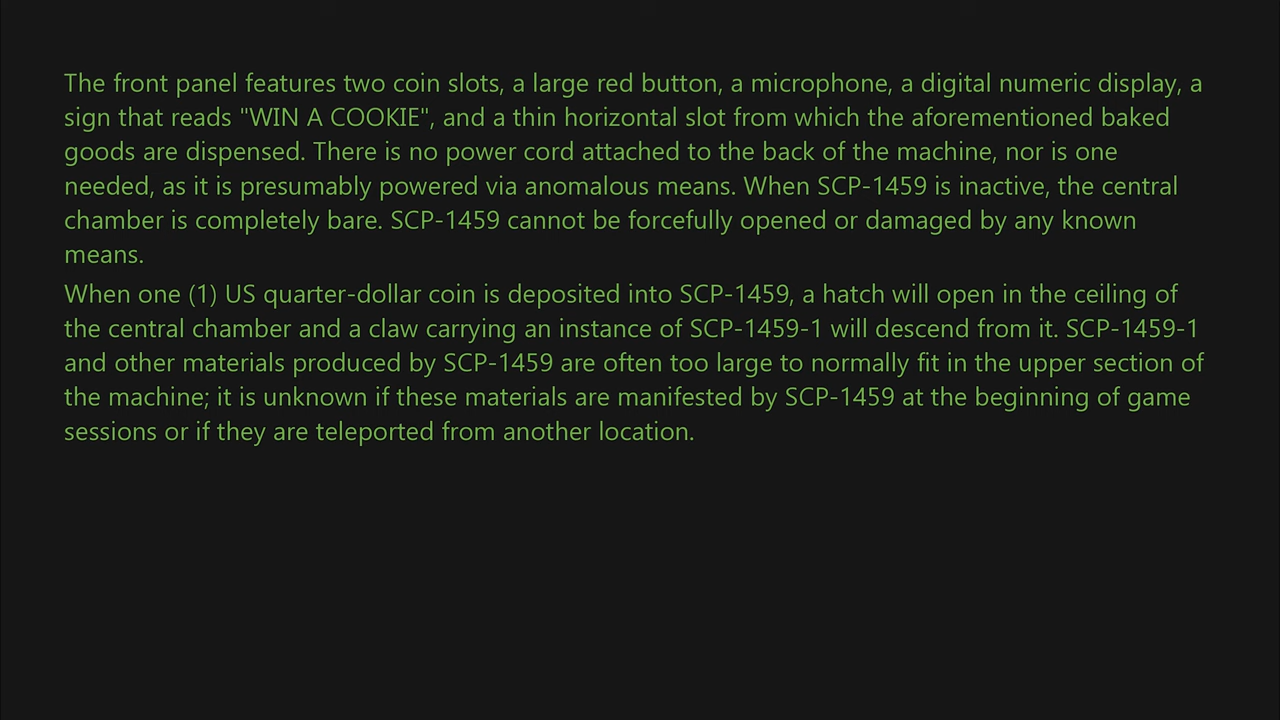 The front panel features two coin slots, a large red button, a microphone, a digital numeric display, a
sign that reads "WIN A COOKIE", and a thin horizontal slot from which the aforementioned baked
goods are dispensed. There is no power cord attached to the back of the machine, nor is one
needed, as it is presumably powered via anomalous means. When SCP-1459 is inactive, the central
chamber is completely bare. SCP-1459 cannot be forcefully opened or damaged by any known
means.
When one (1) US quarter-dollar coin is deposited into SCP-1459, a hatch will open in the ceiling of
the central chamber and a claw carrying an instance of SCP-1459-1 will descend from it. SCP-1459-1
and other materials produced by SCP-1459 are often too large to normally fit in the upper section of
the machine; it is unknown if these materials are manifested by SCP-1459 at the beginning of game
sessions or if they are teleported from another location.